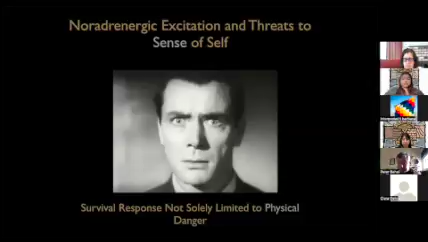 Noradrenergic Excitation and Threats to
Sense of Self
Survival Response Not Solely Limited to Physical
Danger